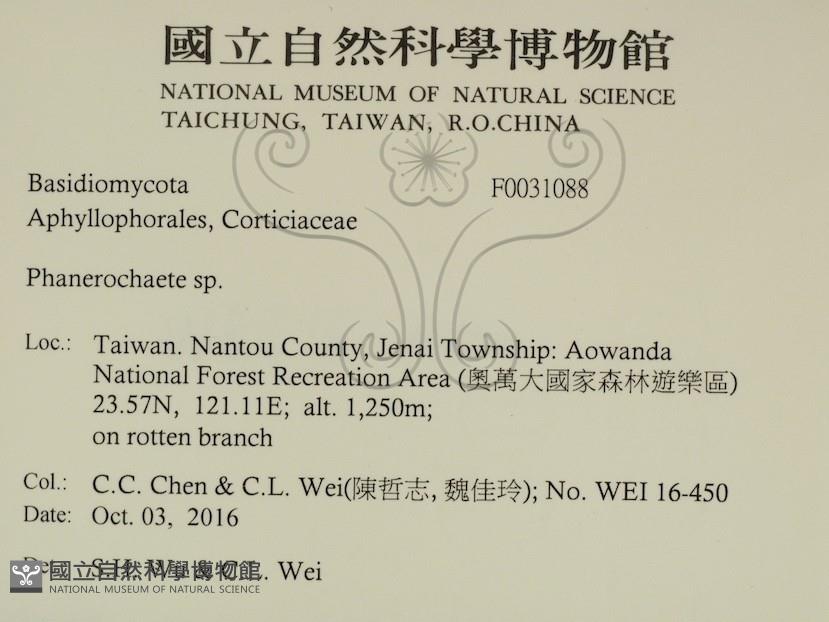 國立自然科學博物館
NATIONAL MUSEUM OF NATURAL SCIENCE
TAICHUNG, TAIWAN, R.O.CHINA
Basidiomycota F0031088
Aphyllophorales, Corticiaceae
Phanerochaete sp.
Loc.: Taiwan. Nantou County, Jenai Township: Aowanda
National Forest Recreation Area (奧萬大國家森林遊樂區)
23.57N, 121.11E; alt. 1,250m;
on rotten branch
Col.: C.C. Chen & C.L. Wei(陳哲志, 魏佳玲); No. WEI 16-450
Date: Oct. 03, 2016
Det.: S.H. Wu & C.L. Wei
國立自然科學博物館
NATIONAL MUSEUM OF NATURAL SCIENCE